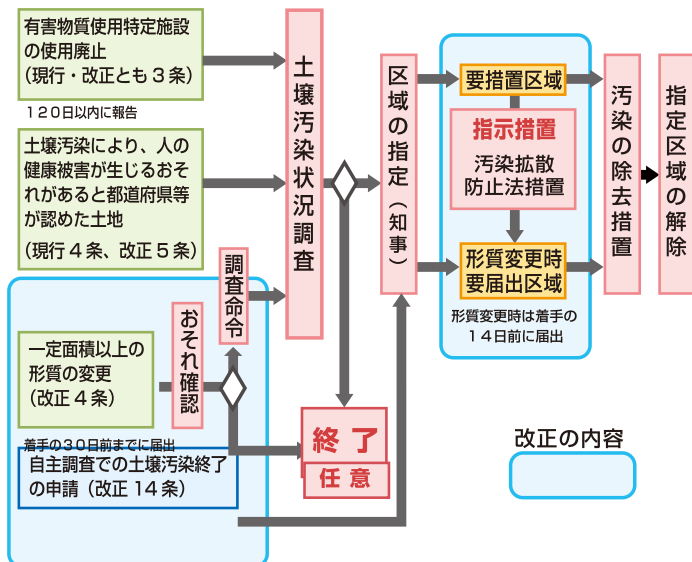 有害物質使用特定施設
の使用廃止
（現行・改正とも３条）
１２０日以内に報告
土壌汚染により、人の
健康被害が生じるおそ
れがあると都道府県等
が認めた土地
（現行４条、改正５条）
調査命令
おそれ確認
一定面積以上の
形質の変更
（改正４条）
着手の３０日前までに届出
自主調査での土壌汚染終了
の申請（改正 14 条）
土壌汚染状況調査
終了
任意
区域の指定（知事）
要措置区域
指示措置
汚染拡散
防止法措置
形質変更時
要届出区域
形質変更時は着手の
１４日前に届出
汚染の除去措置
指定区域の解除
改正の内容